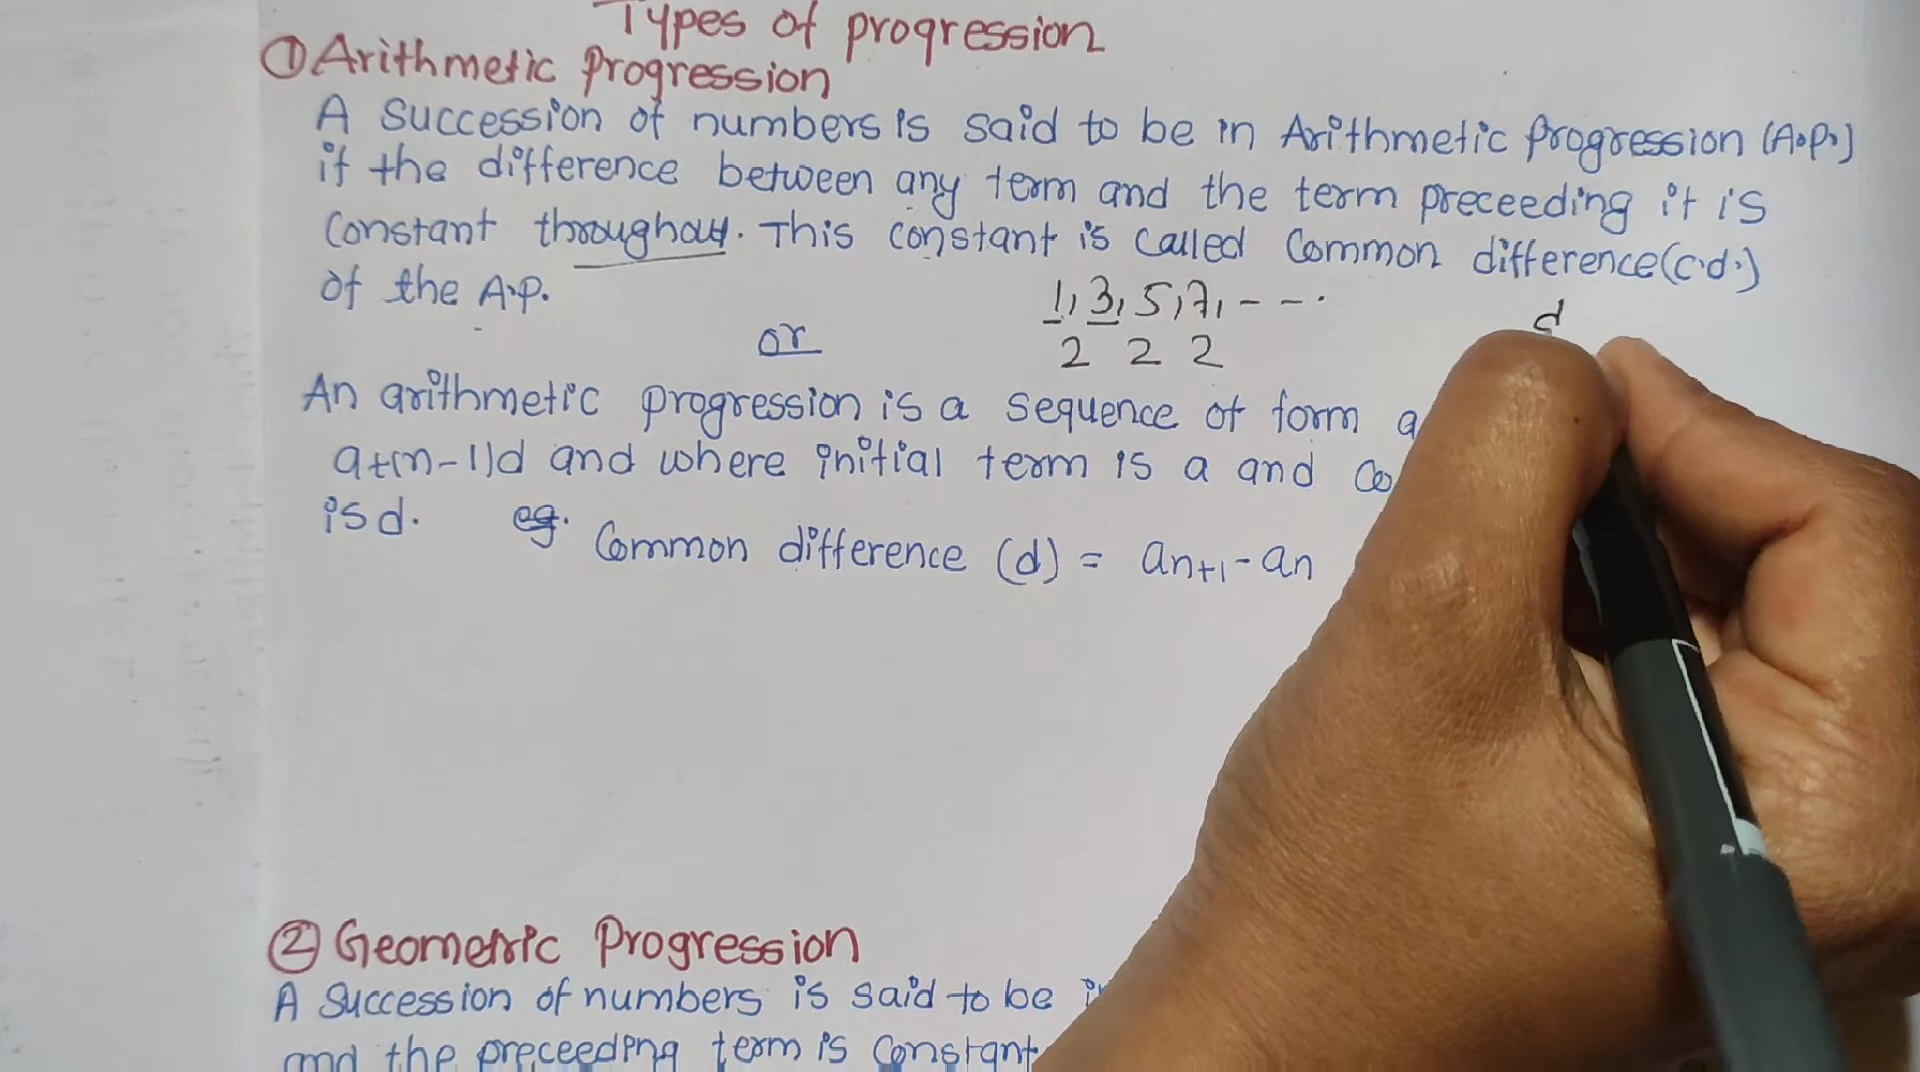 Types of progression
① Arithmetic Progression
A Succession of numbers is said to be in Arithmetic Progression (A.P.)
if the difference between any term and the term preceeding it is
Constant throughout. This constant is called Common difference (c.d.)
of the A.P.
1, 3, 5, 7, - - -.
d
or
2 2 2
An arithmetic progression is a sequence of form a
a+(n-1)d and where initial term is a and
is d. eg.
Common difference (d) = an+1 - an
② Geometric Progression
A Succession of numbers is said to be
and the preceeding term is Constant